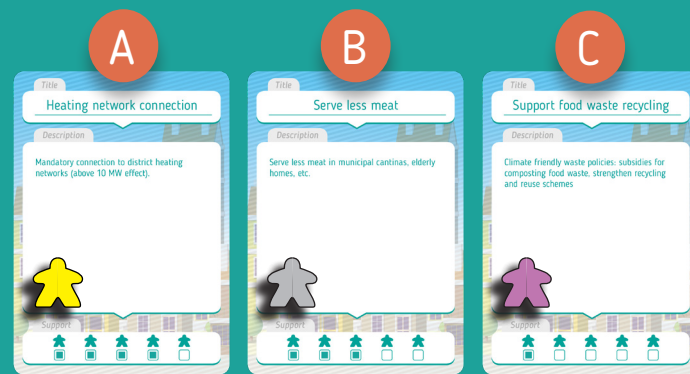 A
B
C
Title
Heating network connection
Description
Mandatory connection to district heating
networks (above 10 MW effect).
Support
Title
Serve less meat
Description
Serve less meat in municipal cantinas, elderly
homes, etc.
Support
Title
Support food waste recycling
Description
Climate friendly waste policies: subsidies for
composting food waste, strengthen recycling
and reuse schemes
Support